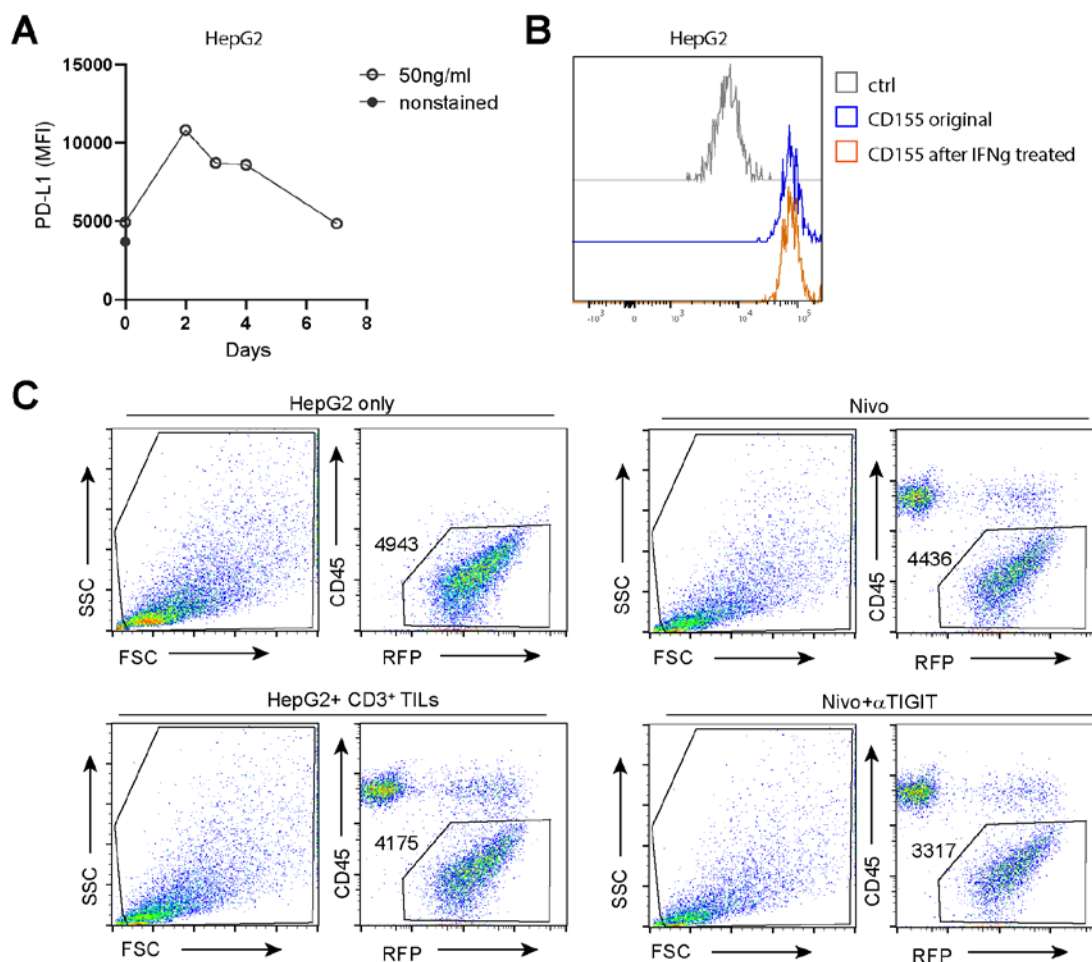 A
HepG2
15000
10000
5000
0
PD-L1 (MFI)
0 2 4 6 8
Days
50ng/ml
nonstained
B
HepG2
-10³ 0 10³ 10⁴ 10⁵
ctrl
CD155 original
CD155 after IFNg treated
C
HepG2 only
SSC
FSC
CD45
4943
RFP
Nivo
SSC
FSC
CD45
4436
RFP
HepG2+ CD3⁺ TILs
SSC
FSC
CD45
4175
RFP
Nivo+αTIGIT
SSC
FSC
CD45
3317
RFP